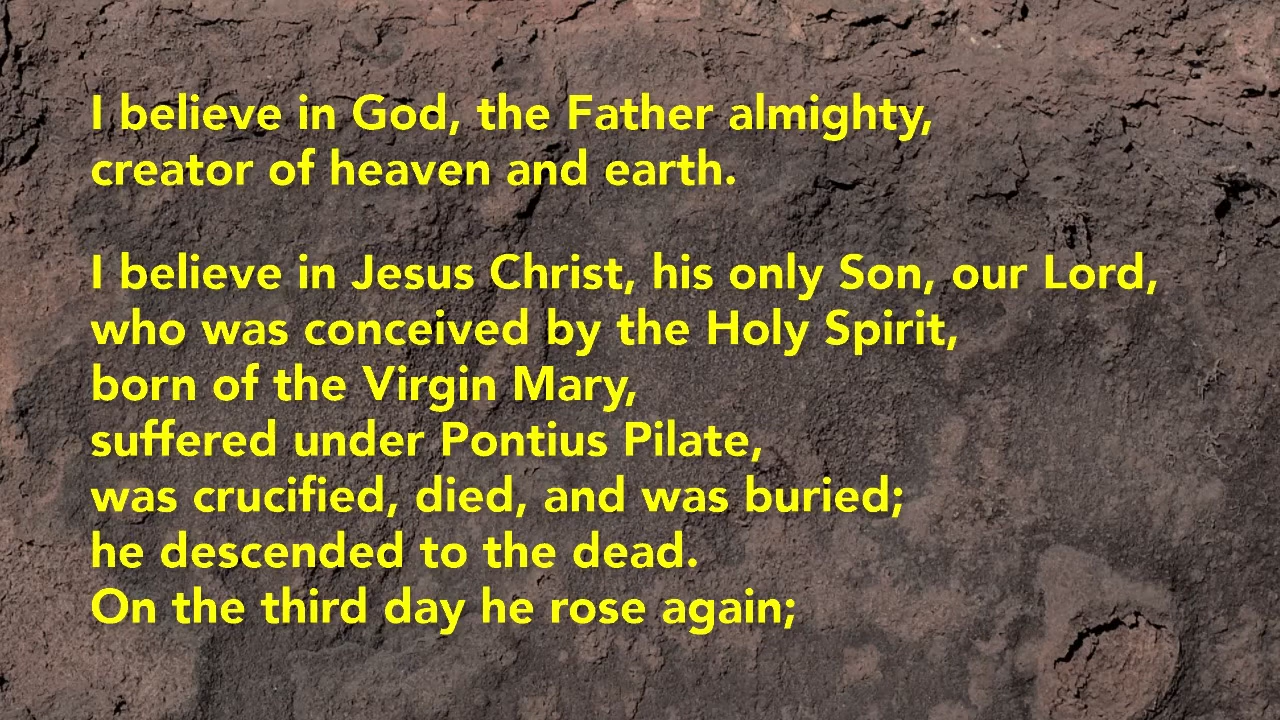 I believe in God, the Father almighty,
creator of heaven and earth.
I believe in Jesus Christ, his only Son, our Lord,
who was conceived by the Holy Spirit,
born of the Virgin Mary,
suffered under Pontius Pilate,
was crucified, died, and was buried;
he descended to the dead.
On the third day he rose again;